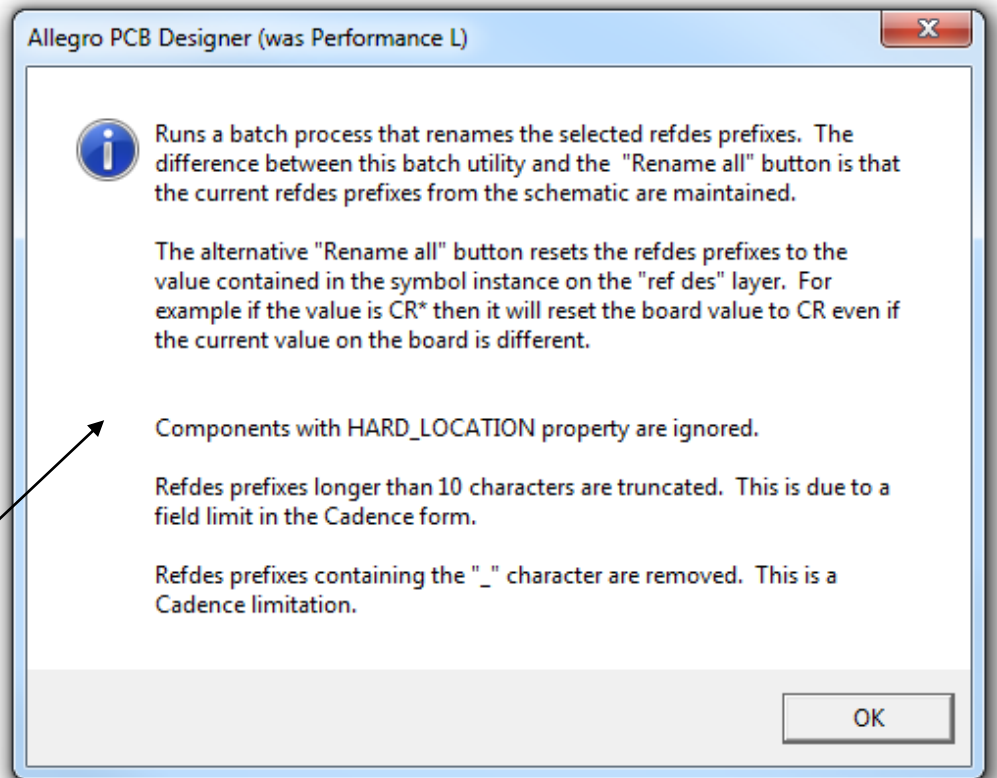 Allegro PCB Designer (was Performance L)
Runs a batch process that renames the selected refdes prefixes.  The
difference between this batch utility and the  "Rename all" button is that
the current refdes prefixes from the schematic are maintained.
The alternative "Rename all" button resets the refdes prefixes to the
value contained in the symbol instance on the "ref des" layer.  For
example if the value is CR* then it will reset the board value to CR even if
the current value on the board is different.
Components with HARD_LOCATION property are ignored.
Refdes prefixes longer than 10 characters are truncated.  This is due to a
field limit in the Cadence form.
Refdes prefixes containing the "_" character are removed.  This is a
Cadence limitation.
OK